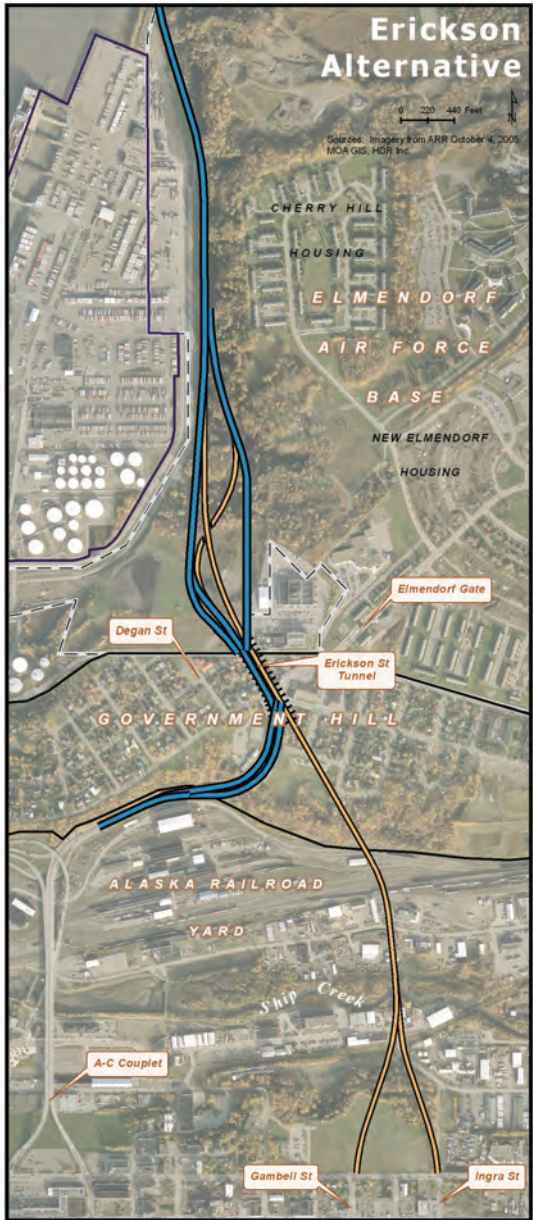 Erickson
Alternative
0 220 440 Feet
N
Sources: Imagery from ARR October 4, 2005,
MOA GIS, HDR Inc.
CHERRY HILL
HOUSING
ELMENDORF
AIR FORCE
BASE
NEW ELMENDORF
HOUSING
Elmendorf Gate
Degan St
Erickson St
Tunnel
GOVERNMENT HILL
ALASKA RAILROAD
YARD
Ship Creek
A-C Couplet
Gambell St
Ingra St